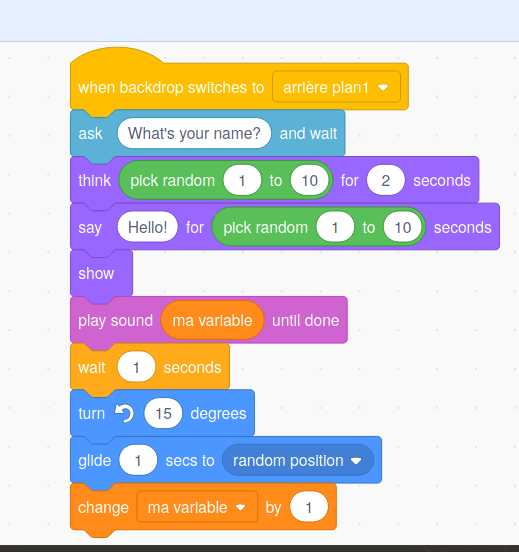 when backdrop switches to arrière plan1
ask What's your name? and wait
think pick random 1 to 10 for 2 seconds
say Hello! for pick random 1 to 10 seconds
show
play sound ma variable until done
wait 1 seconds
turn 15 degrees
glide 1 secs to random position
change ma variable by 1